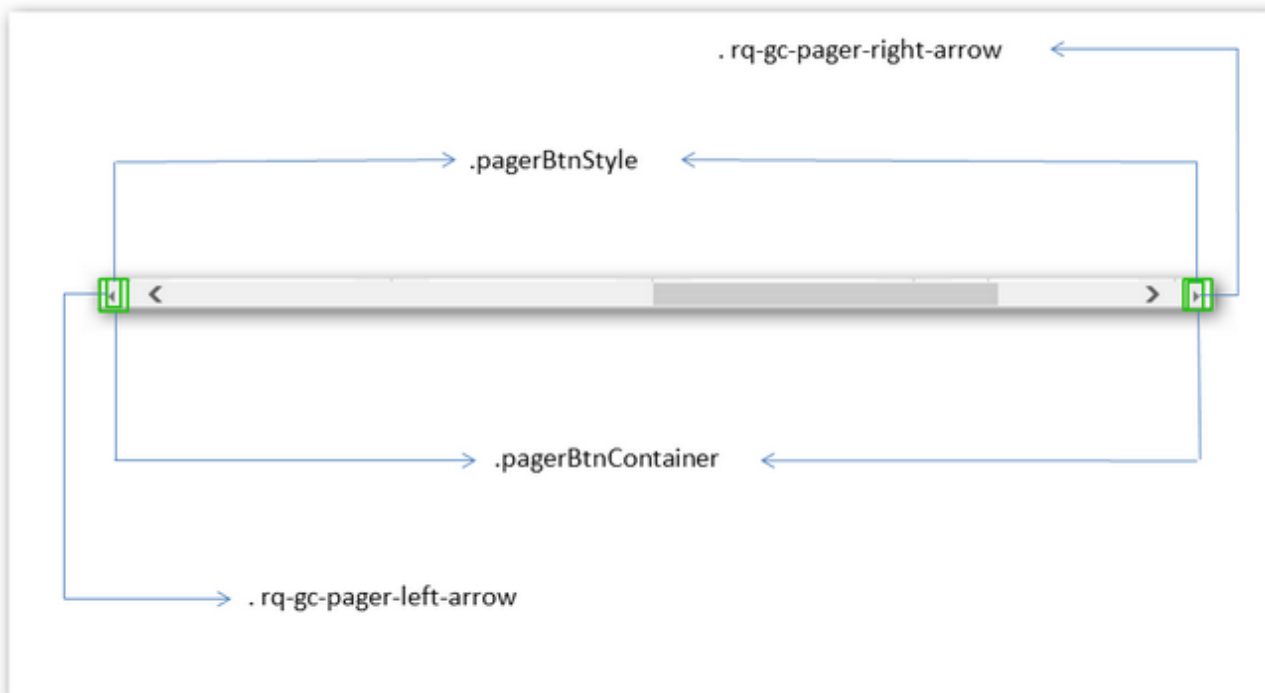 . rq-gc-pager-right-arrow
.pagerBtnStyle
.pagerBtnContainer
. rq-gc-pager-left-arrow